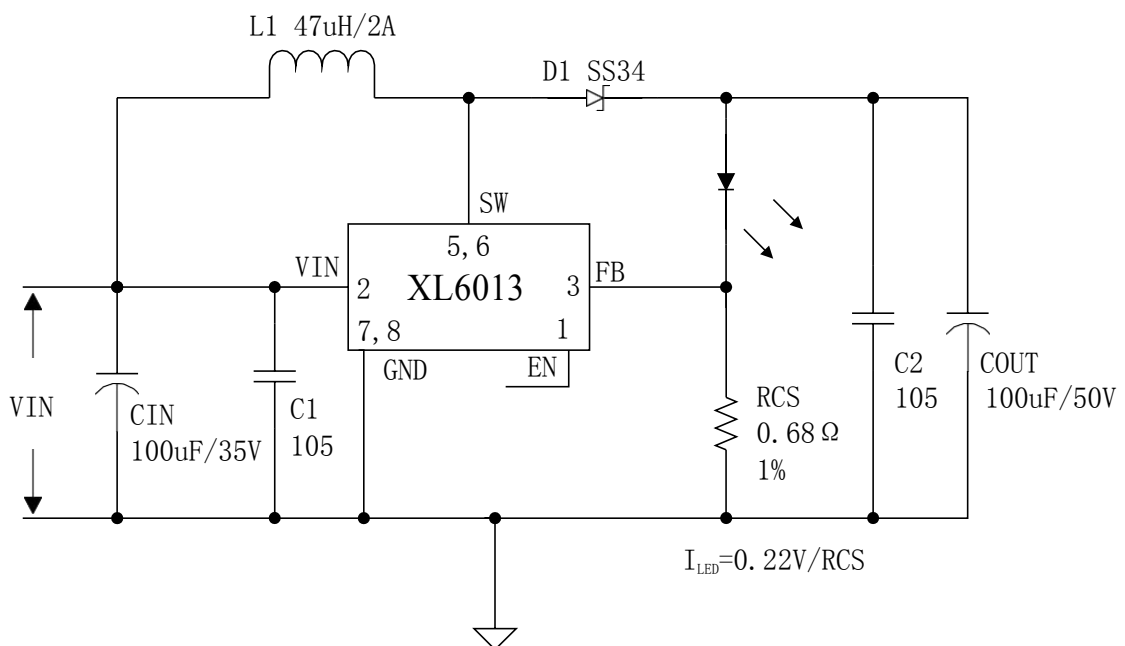 L1 47uH/2A
D1 SS34
SW
5,6
VIN
2
XL6013
3
FB
7,8
1
GND
EN
VIN
CIN
100uF/35V
C1
105
RCS
0.68Ω
1%
C2
105
COUT
100uF/50V
ILED=0.22V/RCS